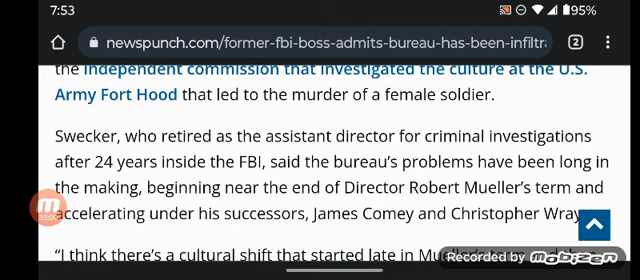 7:53
95%
newspunch.com/former-fbi-boss-admits-bureau-has-been-infiltr
2
the independent commission that investigated the culture at the U.S.
Army Fort Hood that led to the murder of a female soldier.
Swecker, who retired as the assistant director for criminal investigations
after 24 years inside the FBI, said the bureau's problems have been long in
the making, beginning near the end of Director Robert Mueller's term and
35:00
accelerating under his successors, James Comey and Christopher Wray
"I think there's a cultural shift that started late in
RECORDED BY mobizen